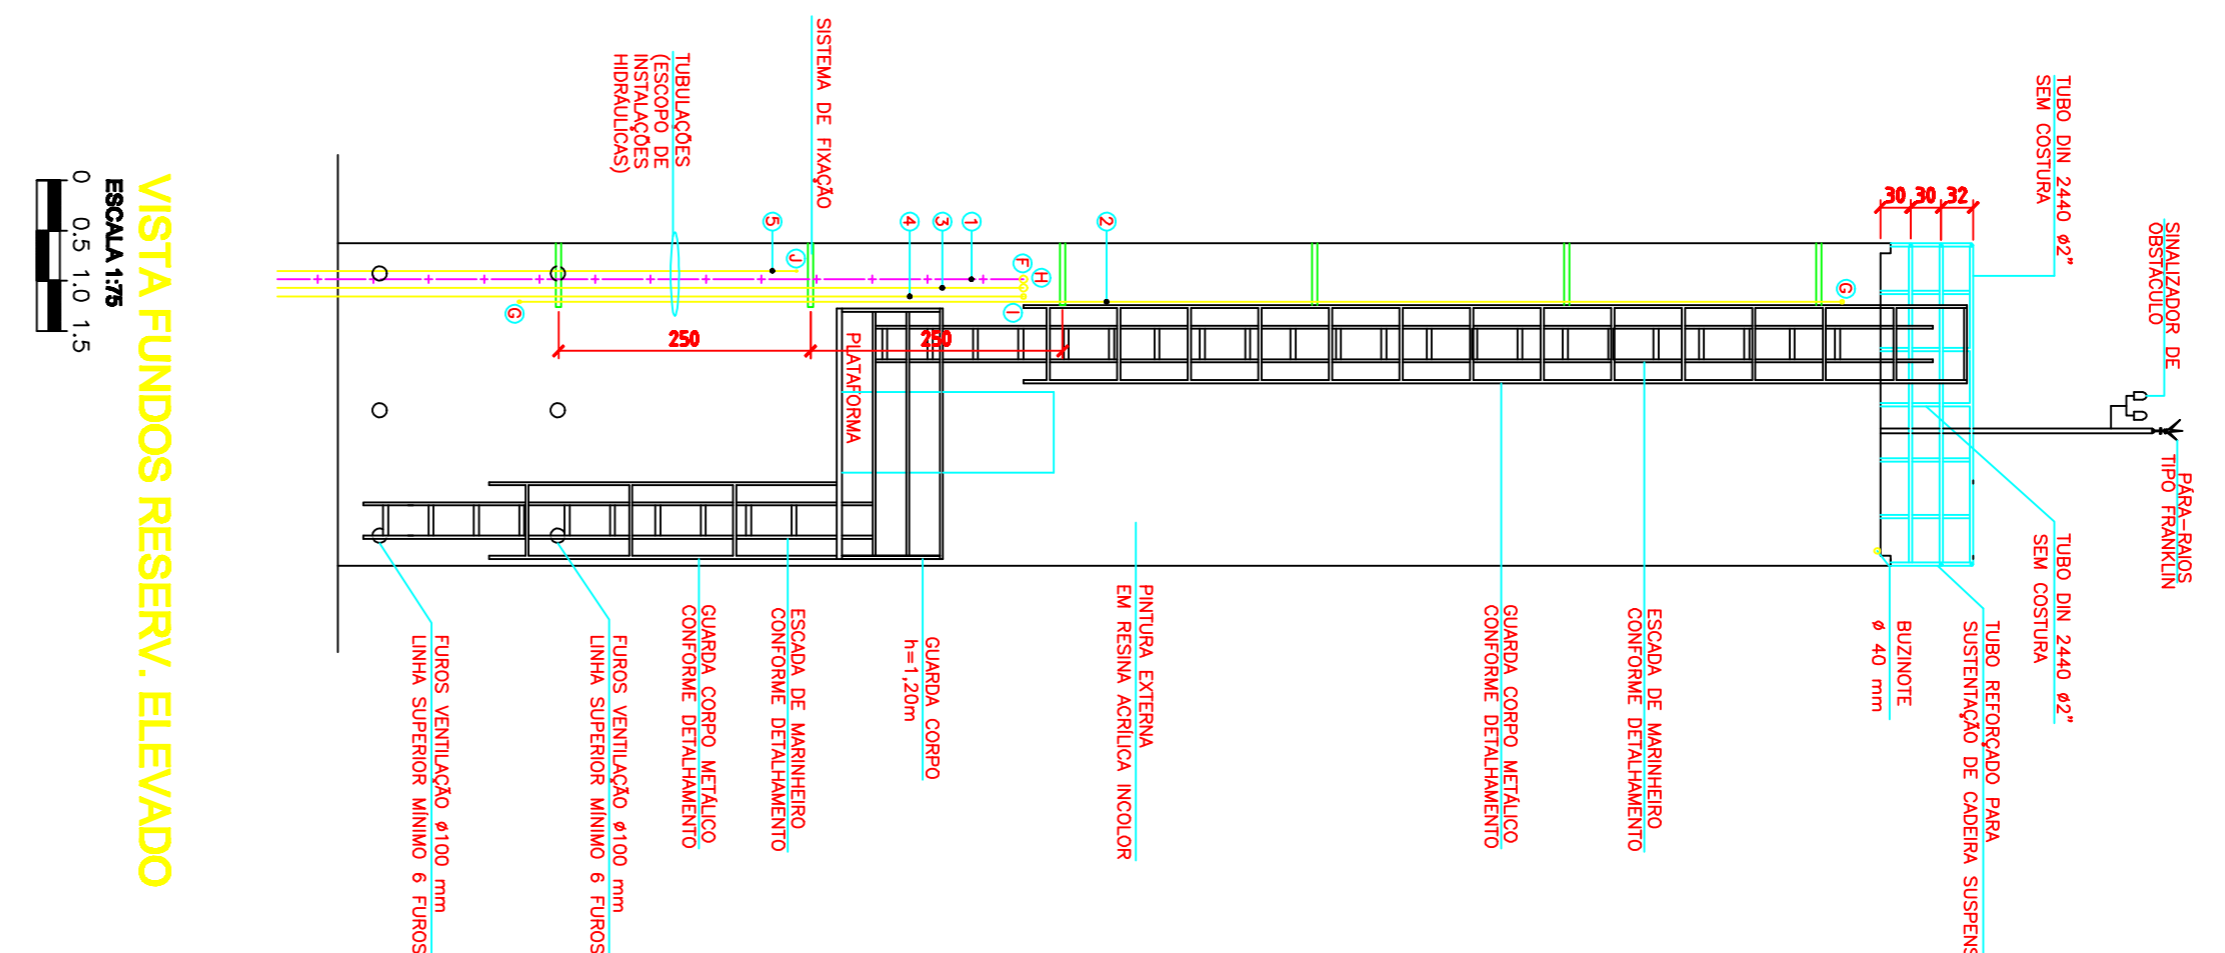 SINALIZADOR DE
OBSTÁCULO
PÁRA-RAIOS
TIPO FRANKLIN
TUBO DIN 2440 ø2"
SEM COSTURA
TUBO DIN 2440 ø2"
SEM COSTURA
32
30
30
TUBO REFORÇADO PARA
SUSTENTAÇÃO DE CADEIRA
BUZINOTE
ø 40 mm
G
ESCADA DE MARINHEIRO
CONFORME DETALHAMENTO
GUARDA CORPO METÁLICO
CONFORME DETALHAMENTO
2
PINTURA EXTERNA
EM RESINA ACRÍLICA INCOLOR
H
F
I
1
3
4
250
GUARDA CORPO
h=1,20m
PLATAFORMA
SISTEMA DE FIXAÇÃO
J
5
ESCADA DE MARINHEIRO
CONFORME DETALHAMENTO
GUARDA CORPO METÁLICO
CONFORME DETALHAMENTO
250
TUBULAÇÕES
(ESCOPO DE
INSTALAÇÕES
HIDRÁULICAS)
G
FUROS VENTILAÇÃO ø100 mm
LINHA SUPERIOR MÍNIMO 6 FUROS
FUROS VENTILAÇÃO ø100 mm
LINHA SUPERIOR MÍNIMO 6 FUROS
VISTA FUNDOS RESERV. ELEVADO
ESCALA 1:75
0 0.5 1.0 1.5